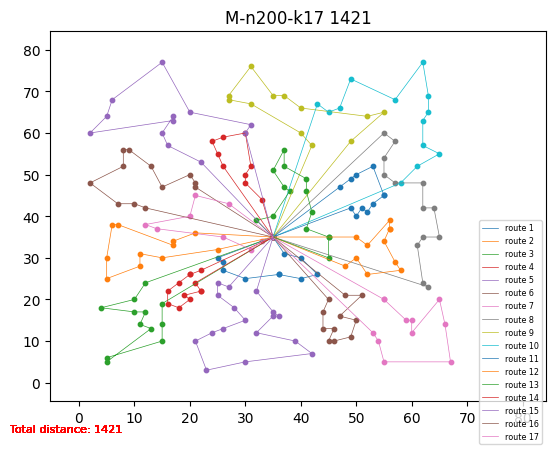 M-n200-k17 1421
80
70
60
50
40
30
20
10
0
0
10
20
30
40
50
60
70
80
route 1
route 2
route 3
route 4
route 5
route 6
route 7
route 8
route 9
route 10
route 11
route 12
route 13
route 14
route 15
route 16
route 17
Total distance: 1421